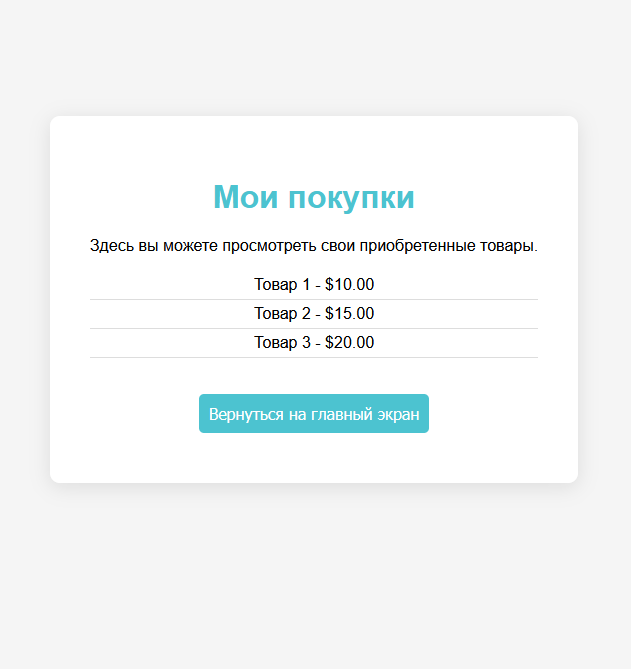 Мои покупки
Здесь вы можете просмотреть свои приобретенные товары.
Товар 1 - $10.00
Товар 2 - $15.00
Товар 3 - $20.00
Вернуться на главный экран